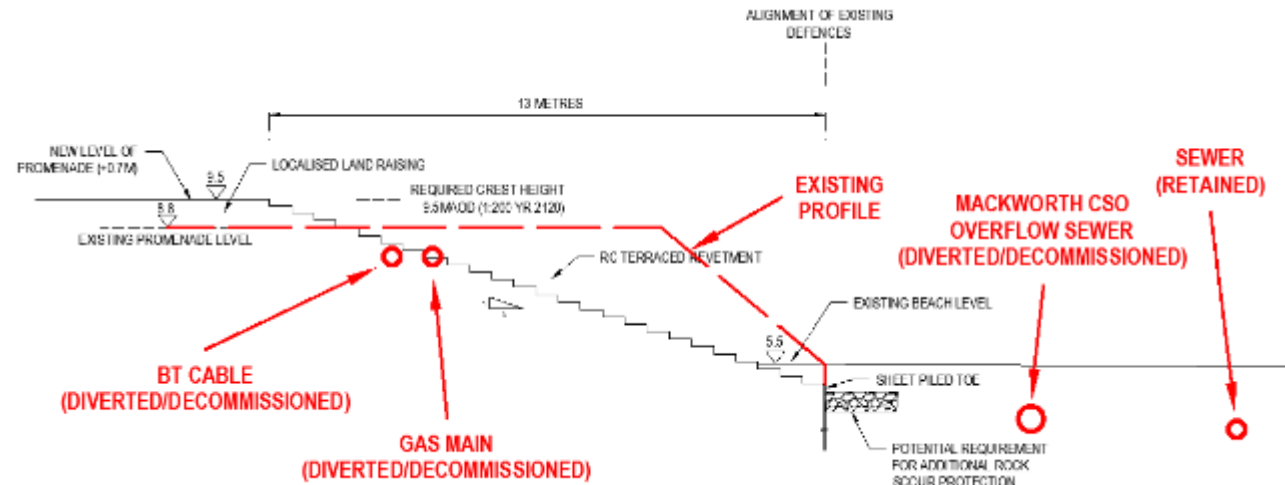 ALIGNMENT OF EXISTING
DEFENCES
13 METRES
NEW LEVEL OF
PROMENADE (+0.7M)
9.5
LOCALISED LAND RAISING
REQUIRED CREST HEIGHT
9.5 MAOD (1:200 YR 2120)
8.8
EXISTING PROMENADE LEVEL
EXISTING
PROFILE
SEWER
(RETAINED)
MACKWORTH CSO
OVERFLOW SEWER
(DIVERTED/DECOMMISSIONED)
RC TERRACED REVETMENT
EXISTING BEACH LEVEL
5.5
BT CABLE
(DIVERTED/DECOMMISSIONED)
SHEET PILED TOE
GAS MAIN
(DIVERTED/DECOMMISSIONED)
POTENTIAL REQUIREMENT
FOR ADDITIONAL ROCK
SCOUR PROTECTION